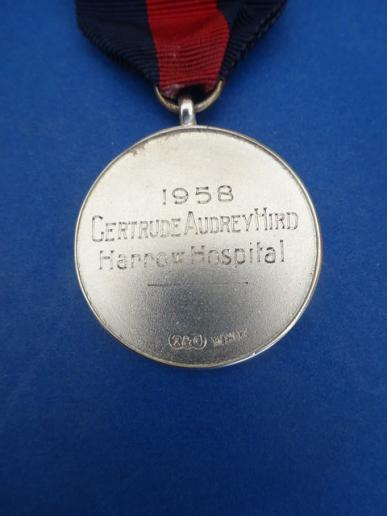 1958
GERTRUDE AUDREY HIRD
Harrow Hospital